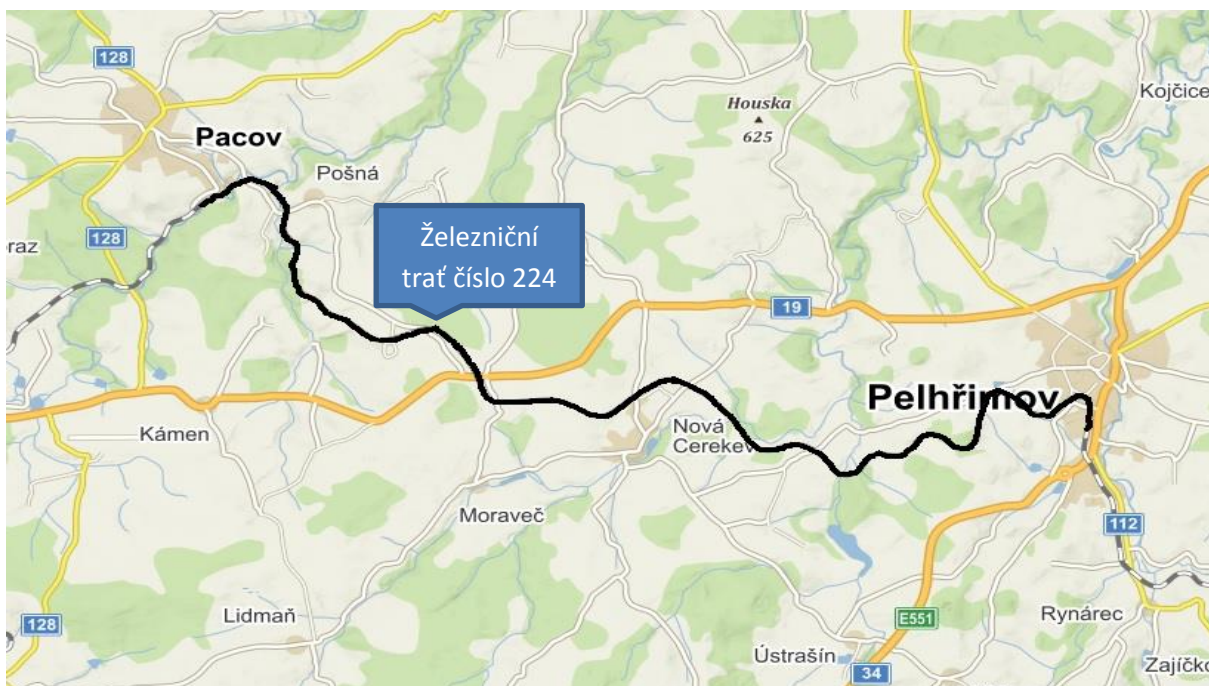 128
Houska
625
Kojčice
Pacov
Pošná
Železniční
trať číslo 224
raz
128
19
Pelhřimov
Kámen
Nová
Cerekev
Moraveč
112
Lidmaň
128
E551
Rynárec
Ústrašín
34
Zajíčko